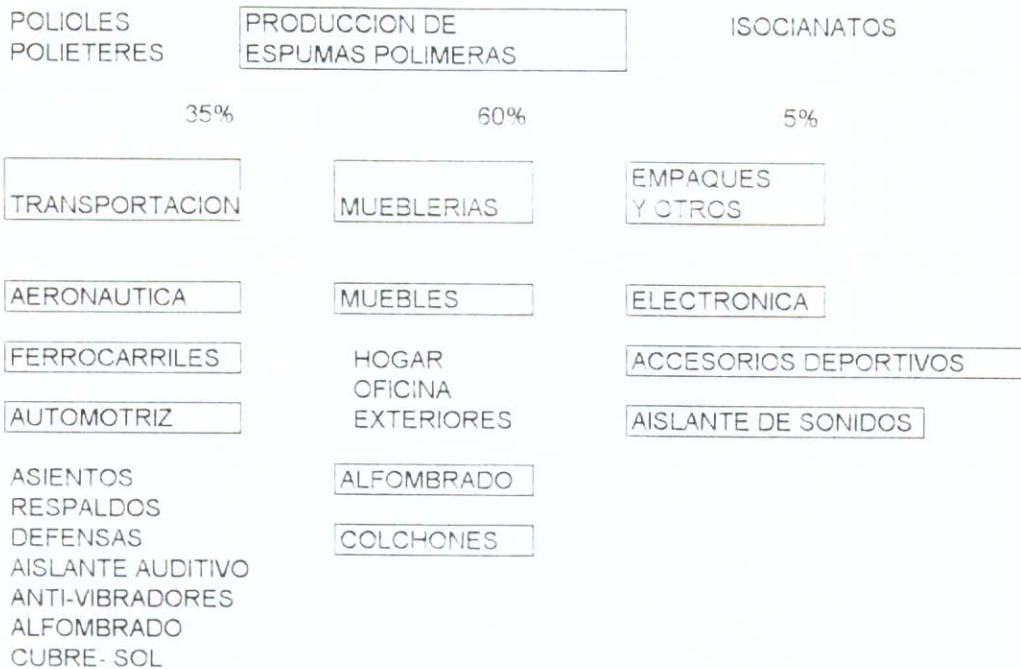 POLIOLES
POLIETERES
PRODUCCION DE
ESPUMAS POLIMERAS
ISOCIANATOS
35%
60%
5%
TRANSPORTACION
MUEBLERIAS
EMPAQUES
Y OTROS
AERONAUTICA
MUEBLES
ELECTRONICA
FERROCARRILES
HOGAR
OFICINA
EXTERIORES
ACCESORIOS DEPORTIVOS
AUTOMOTRIZ
AISLANTE DE SONIDOS
ASIENTOS
RESPALDOS
DEFENSAS
AISLANTE AUDITIVO
ANTI-VIBRADORES
ALFOMBRADO
CUBRE- SOL
ALFOMBRADO
COLCHONES